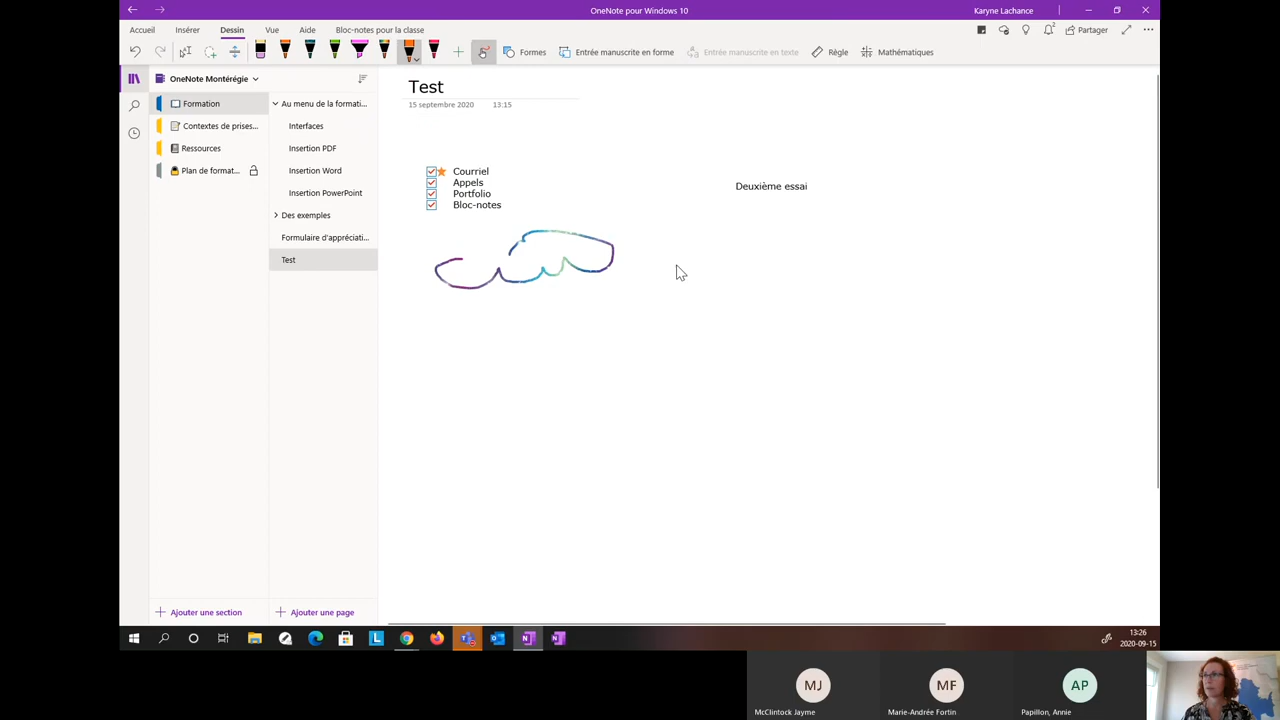 OneNote pour Windows 10
Karyne Lachance
Accueil Insérer Dessin Vue Aide Bloc-notes pour la classe
Partager
Formes Entrée manuscrite en forme Entrée manuscrite en texte Règle Mathématiques
OneNote Montérégie
Formation
Contextes de prises...
Ressources
Plan de format...
Au menu de la formati...
Interfaces
Insertion PDF
Insertion Word
Insertion PowerPoint
Des exemples
Formulaire d'appréciati...
Test
Test
15 septembre 2020 13:15
Courriel
Appels
Portfolio
Bloc-notes
Deuxième essai
Ajouter une section
Ajouter une page
13:26
2020-09-15
MJ
McClintock Jayme
MF
Marie-Andrée Fortin
AP
Papillon, Annie